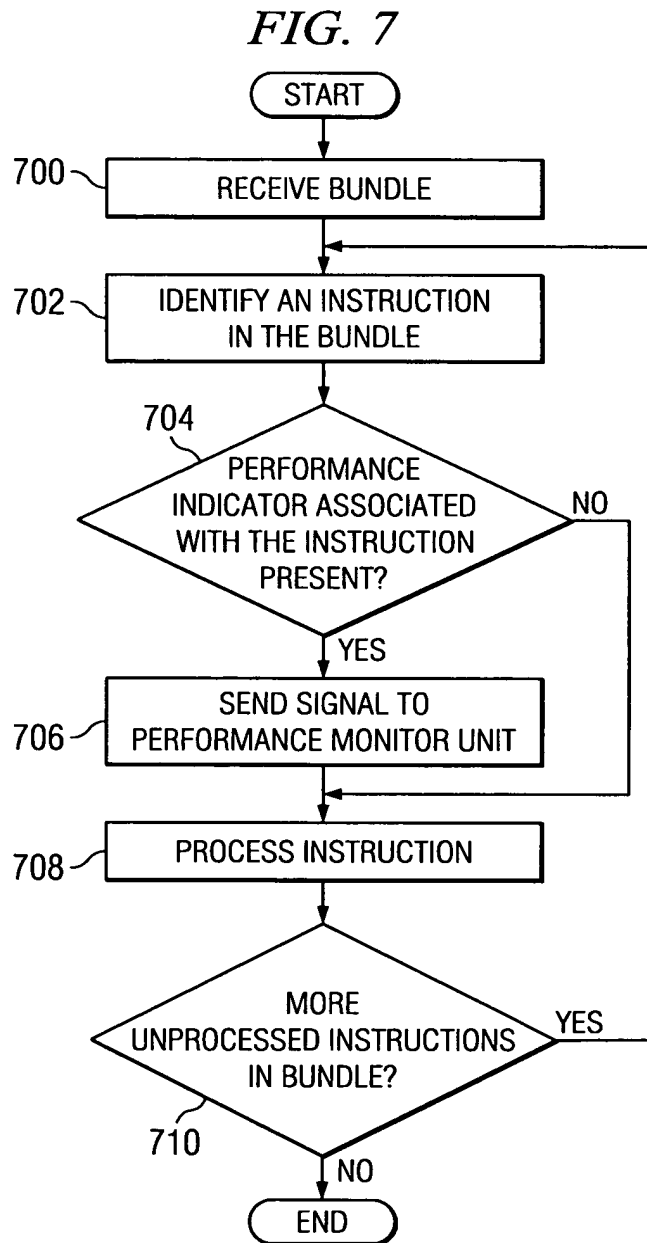 FIG. 7
START
700
RECEIVE BUNDLE
702
IDENTIFY AN INSTRUCTION
IN THE BUNDLE
704
PERFORMANCE
INDICATOR ASSOCIATED
WITH THE INSTRUCTION
PRESENT?
NO
YES
706
SEND SIGNAL TO
PERFORMANCE MONITOR UNIT
708
PROCESS INSTRUCTION
MORE
UNPROCESSED INSTRUCTIONS
IN BUNDLE?
YES
710
NO
END